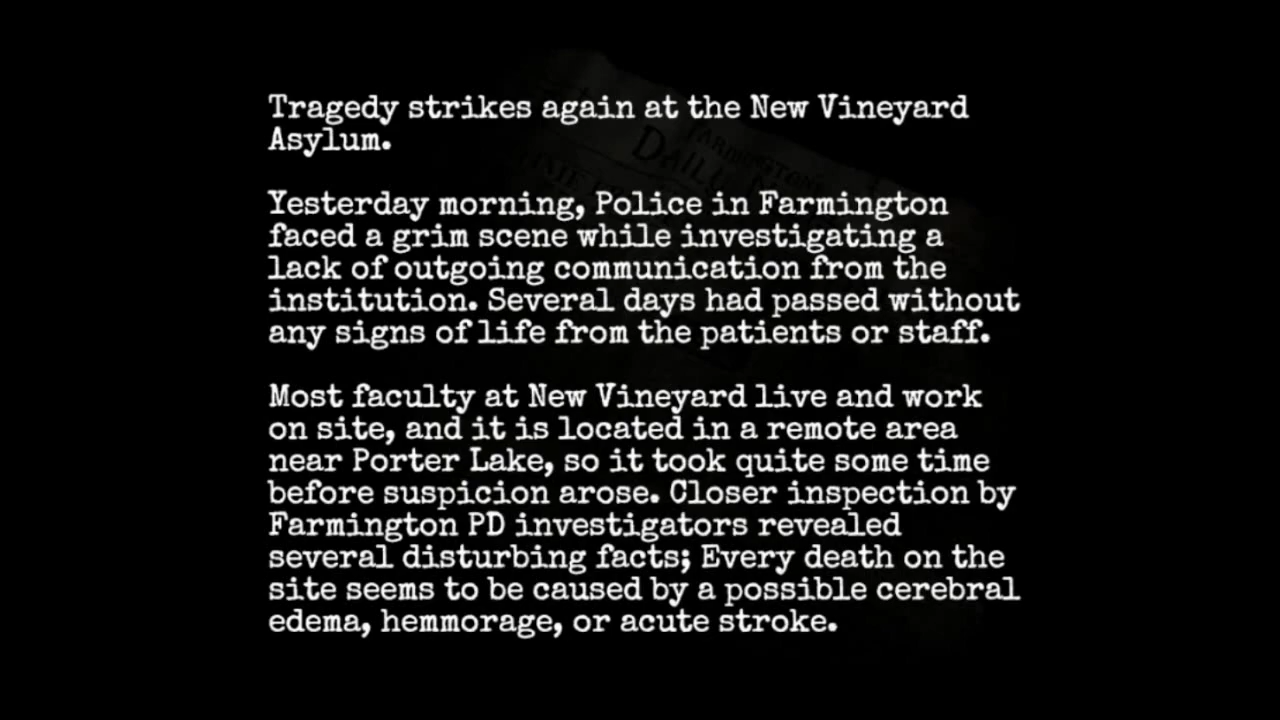 Tragedy strikes again at the New Vineyard
Asylum.
Yesterday morning, Police in Farmington
faced a grim scene while investigating a
lack of outgoing communication from the
institution. Several days had passed without
any signs of life from the patients or staff.
Most faculty at New Vineyard live and work
on site, and it is located in a remote area
near Porter Lake, so it took quite some time
before suspicion arose. Closer inspection by
Farmington PD investigators revealed
several disturbing facts; Every death on the
site seems to be caused by a possible cerebral
edema, hemmorage, or acute stroke.
FARMINGTON
DAILY